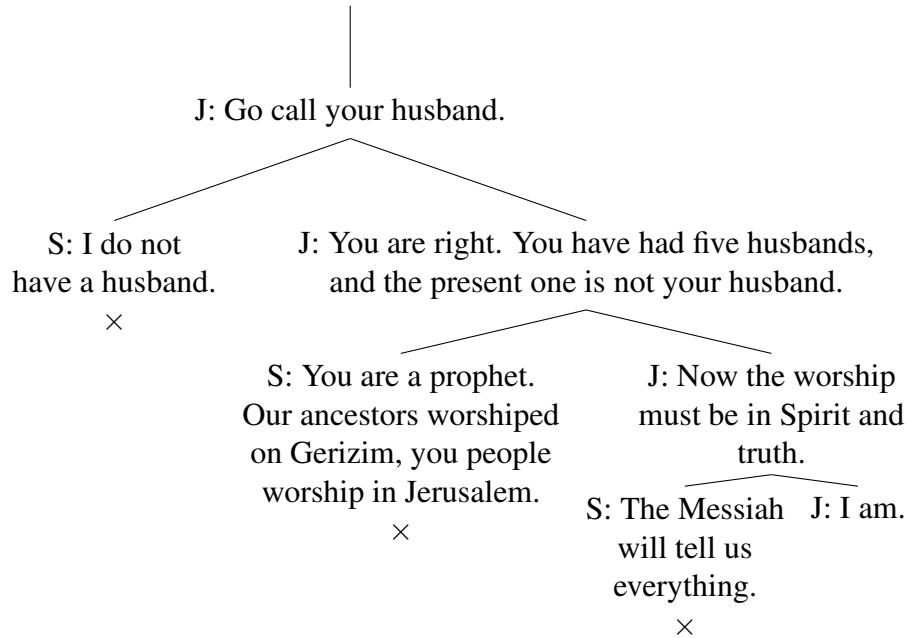 J: Go call your husband.
S: I do not
have a husband.
×
J: You are right. You have had five husbands,
and the present one is not your husband.
S: You are a prophet.
Our ancestors worshiped
on Gerizim, you people
worship in Jerusalem.
×
J: Now the worship
must be in Spirit and
truth.
S: The Messiah
will tell us
everything.
×
J: I am.